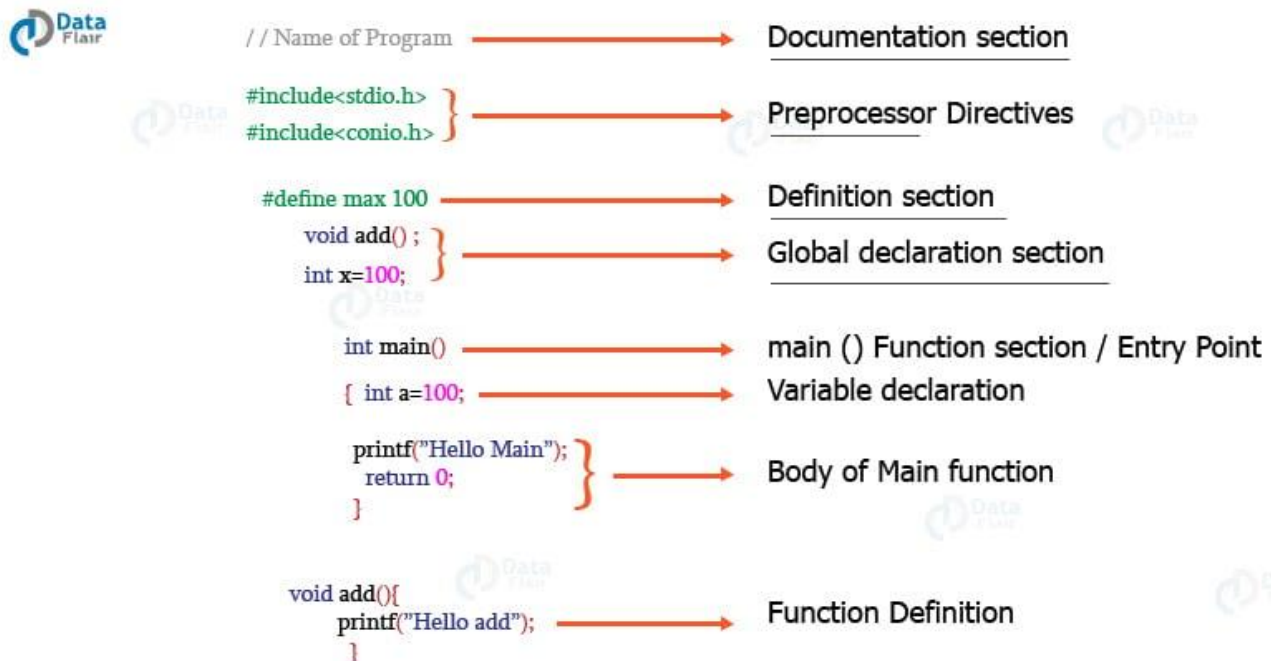 Data
Flair
// Name of Program Documentation section
#include<stdio.h>
#include<conio.h>
Preprocessor Directives
#define max 100 Definition section
void add() ;
int x=100;
Global declaration section
int main() main () Function section / Entry Point
{ int a=100; Variable declaration
printf("Hello Main");
return 0;
}
Body of Main function
void add(){
printf("Hello add");
}
Function Definition